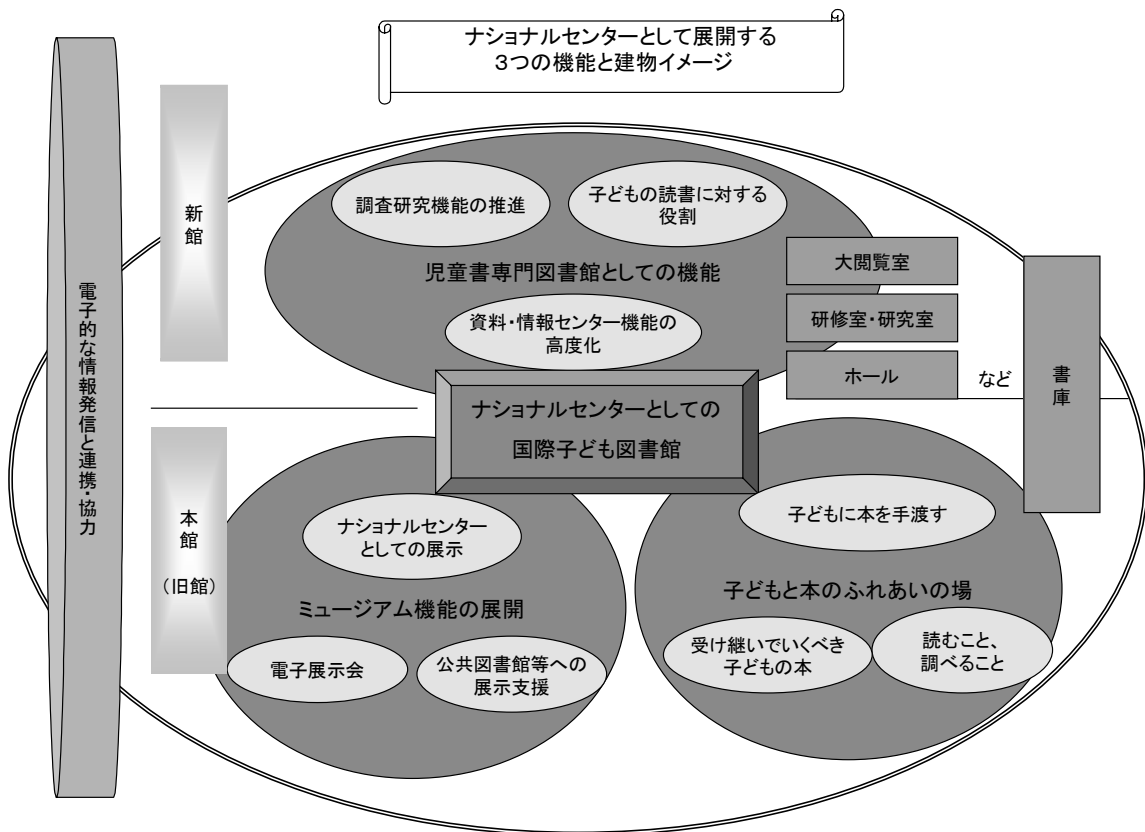 ナショナルセンターとして展開する
３つの機能と建物イメージ
電子的な情報発信と連携・協力
新館
調査研究機能の推進
子どもの読書に対する
役割
児童書専門図書館としての機能
資料・情報センター機能の
高度化
大閲覧室
研修室・研究室
ホール
など
書庫
ナショナルセンターとしての
国際子ども図書館
本館
（旧館）
ナショナルセンター
としての展示
ミュージアム機能の展開
電子展示会
公共図書館等への
展示支援
子どもに本を手渡す
子どもと本のふれあいの場
受け継いでいくべき
子どもの本
読むこと、
調べること